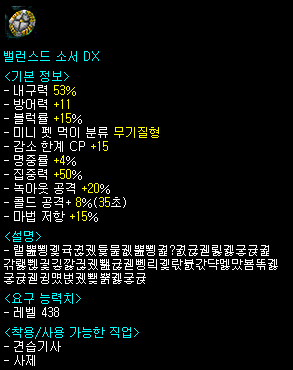 밸런스드 소서 DX
<기본 정보>
- 내구력 53%
- 방어력 +11
- 블럭률 +15%
- 미니 펫 먹이 분류 무기질형
- 감소 한계 CP +15
- 명중률 +4%
- 집중력 +50%
- 녹아웃 공격 +20%
- 콜드 공격+ 8%(35초)
- 마법 저항 +15%
<설명>
<요구 능력치>
- 레벨 438
<착용/사용 가능한 직업>
- 견습기사
- 사제